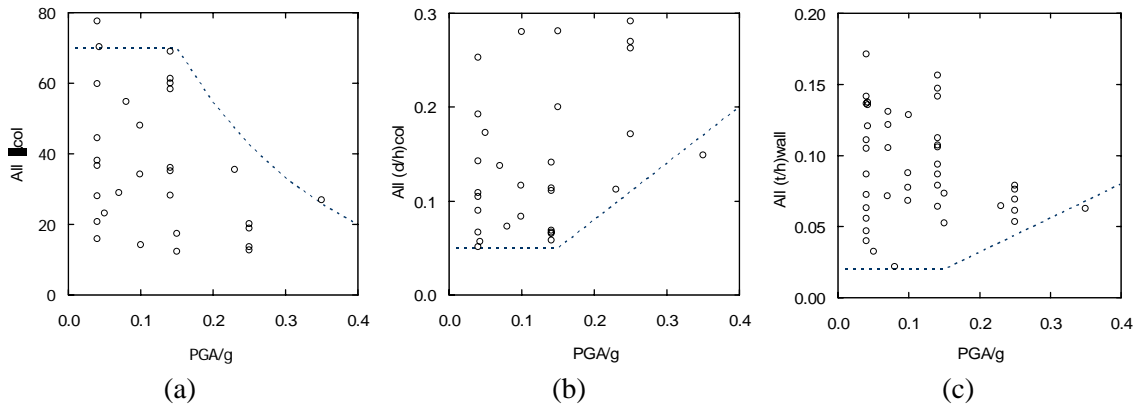 80
60
40
20
0
0.0 0.1 0.2 0.3 0.4
All col
PGA/g
(a)
0.3
0.2
0.1
0.0
0.0 0.1 0.2 0.3 0.4
All (d/h)col
PGA/g
(b)
0.20
0.15
0.10
0.05
0.00
0.0 0.1 0.2 0.3 0.4
All (t/h)wall
PGA/g
(c)